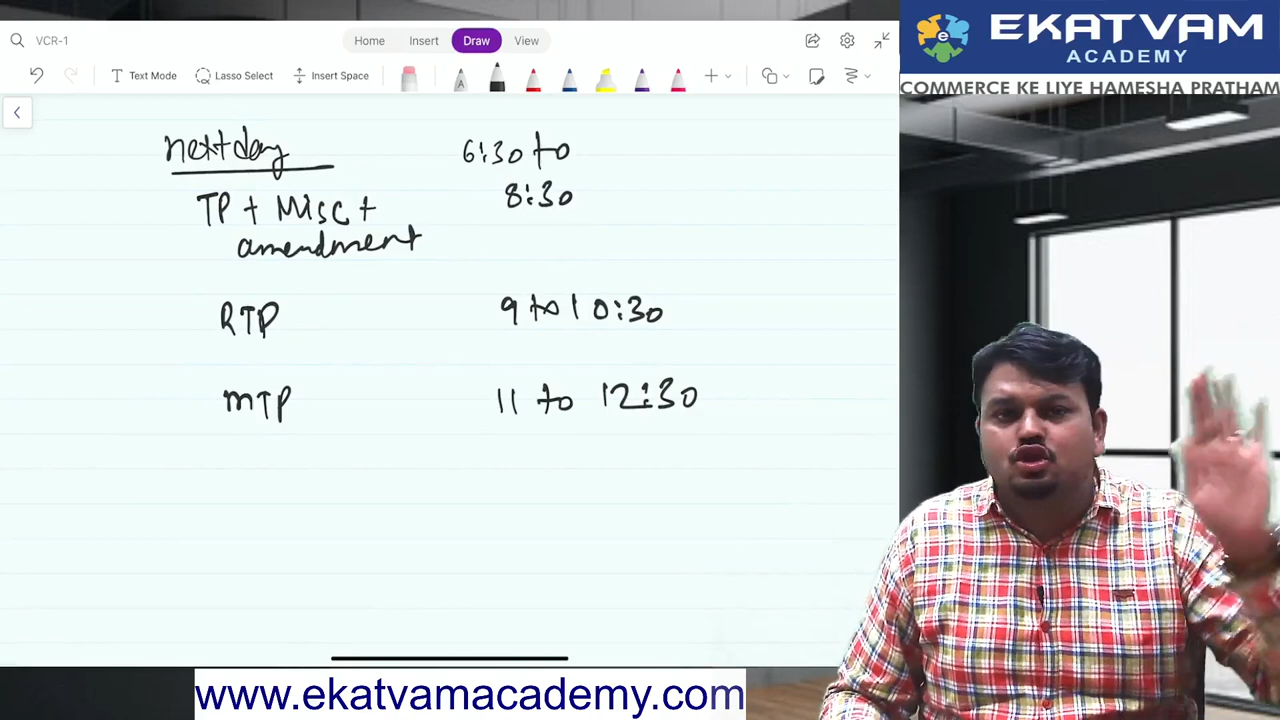 VCR-1
Home Insert Draw View
Text Mode Lasso Select Insert Space
EKATVAM
ACADEMY
COMMERCE KE LIYE HAMESHA PRATHAM
next day 6:30 to
8:30
TP + Misc +
amendment
RTP 9 to 10:30
MTP 11 to 12:30
www.ekatvamacademy.com